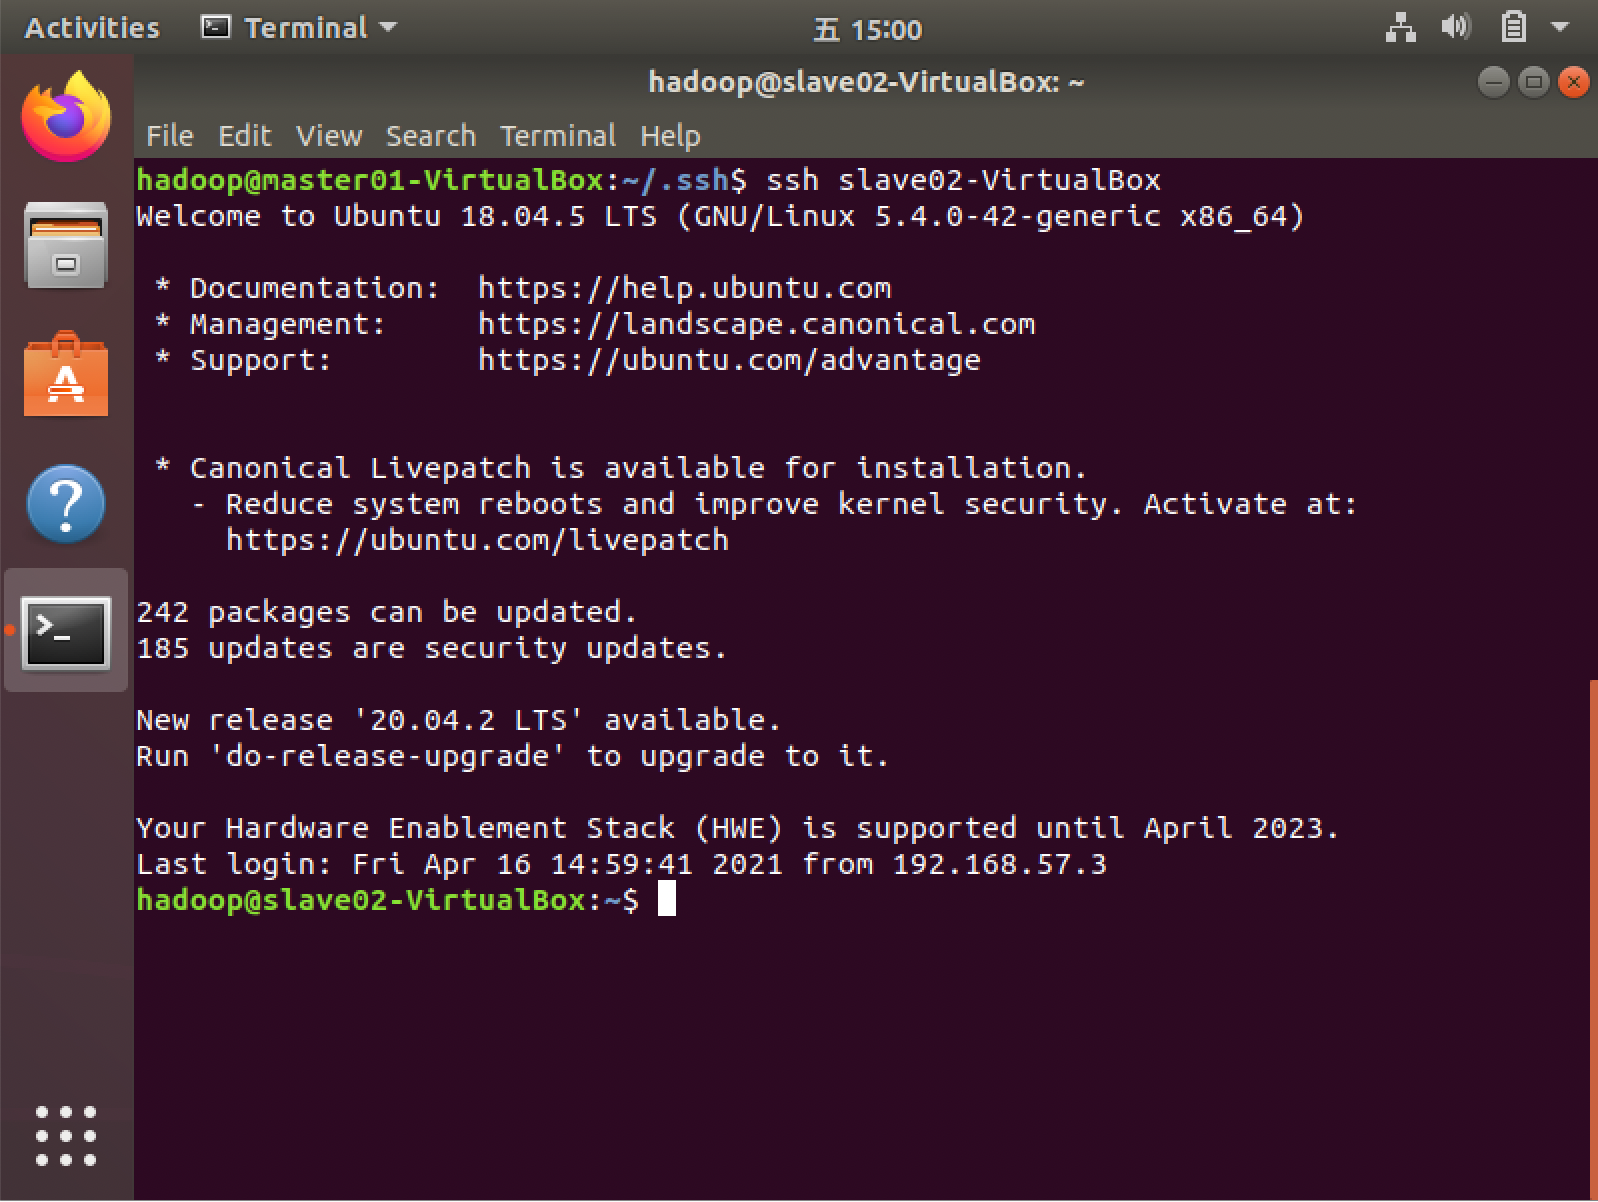 Activities Terminal 五 15:00
hadoop@slave02-VirtualBox: ~
File Edit View Search Terminal Help
hadoop@master01-VirtualBox:~/.ssh$ ssh slave02-VirtualBox
Welcome to Ubuntu 18.04.5 LTS (GNU/Linux 5.4.0-42-generic x86_64)
* Documentation:  https://help.ubuntu.com
* Management:     https://landscape.canonical.com
* Support:        https://ubuntu.com/advantage
* Canonical Livepatch is available for installation.
- Reduce system reboots and improve kernel security. Activate at:
https://ubuntu.com/livepatch
242 packages can be updated.
185 updates are security updates.
New release '20.04.2 LTS' available.
Run 'do-release-upgrade' to upgrade to it.
Your Hardware Enablement Stack (HWE) is supported until April 2023.
Last login: Fri Apr 16 14:59:41 2021 from 192.168.57.3
hadoop@slave02-VirtualBox:~$